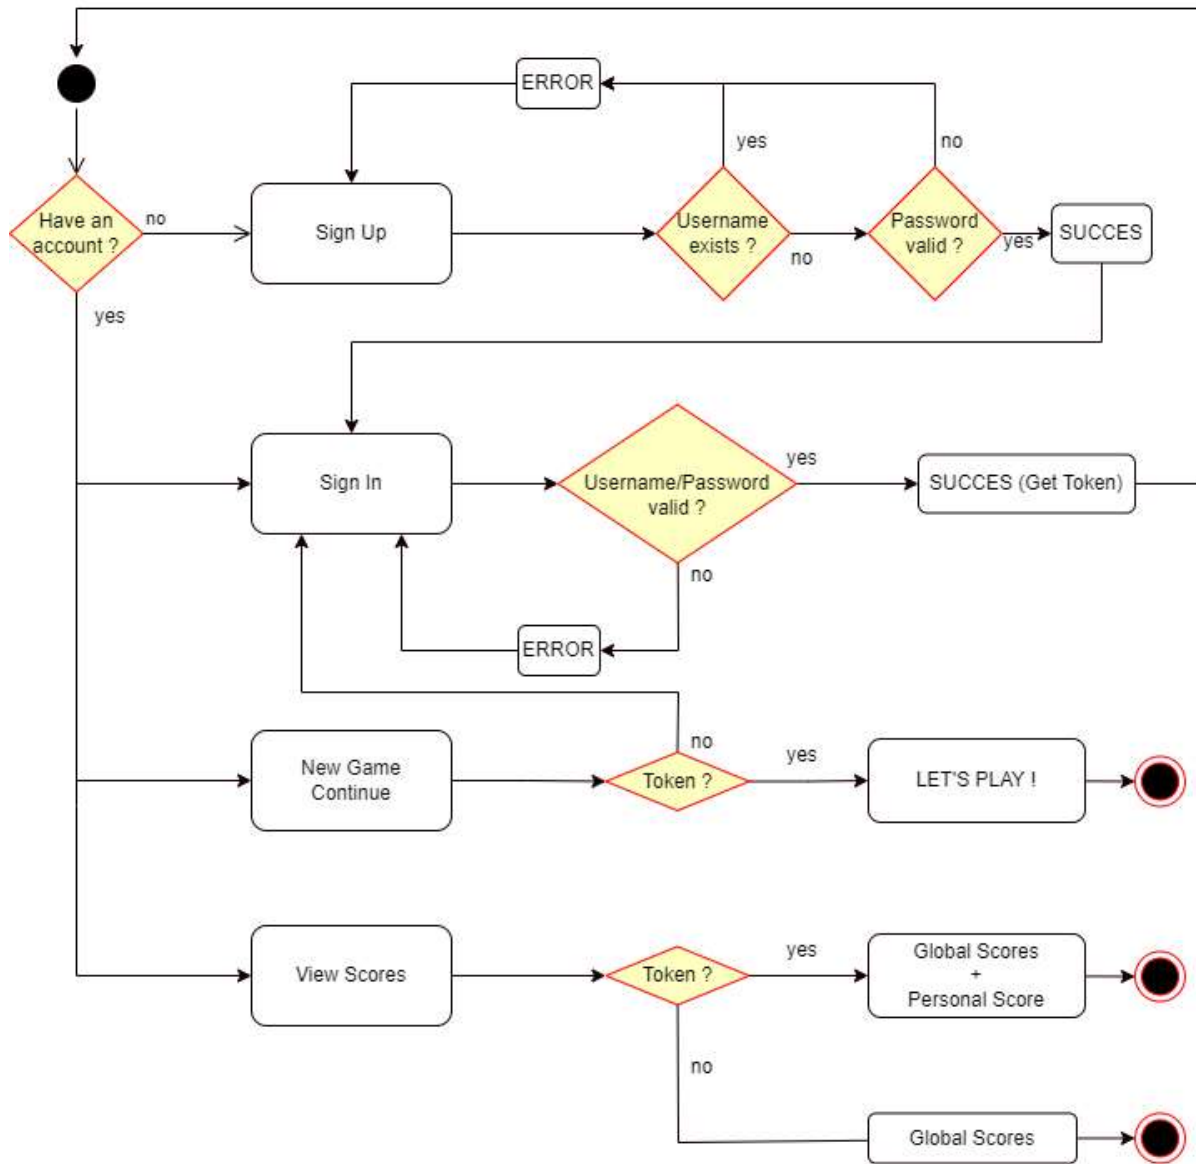 ERROR
yes
no
Have an
account ?
no
Sign Up
Username
exists ?
no
Password
valid ?
yes
SUCCES
yes
Sign In
Username/Password
valid ?
yes
SUCCES (Get Token)
no
ERROR
no
New Game
Continue
Token ?
yes
LET'S PLAY !
View Scores
Token ?
yes
Global Scores
+
Personal Score
no
Global Scores